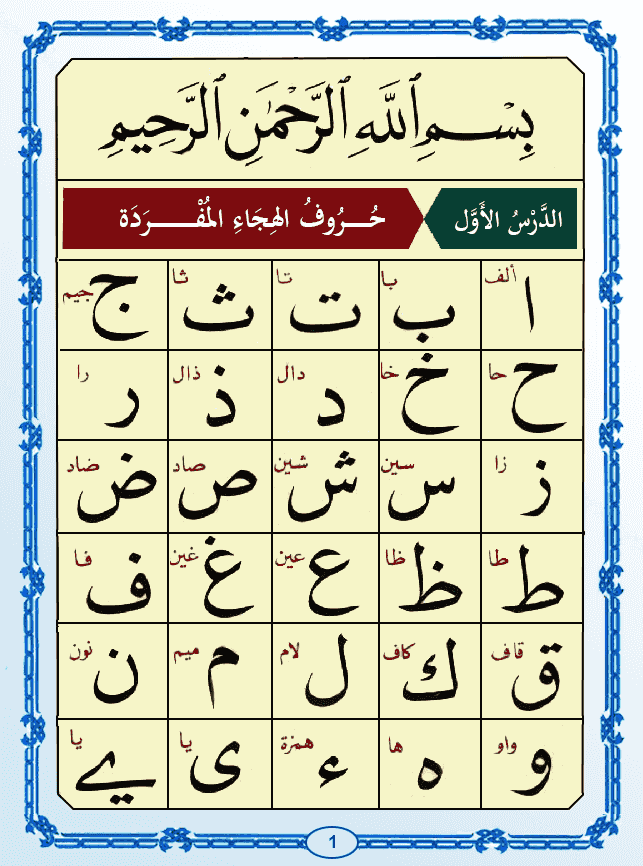 بِسْمِ ٱللَّهِ ٱلرَّحْمَٰنِ ٱلرَّحِيمِ
الدَّرْسُ الأَوَّل حُرُوفُ الهِجَاءِ المُفْرَدَة
ألف ا با ب تا ت ثا ث جيم ج
حا ح خا خ دال د ذال ذ را ر
زا ز سين س شين ش صاد ص ضاد ض
طا ط ظا ظ عين ع غين غ فا ف
قاف ق كاف ك لام ل ميم م نون ن
واو و ها ه همزة ء يا ى يا ے
1